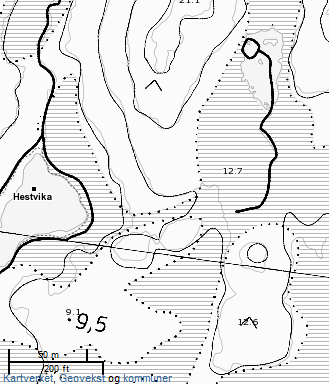 21.1
12.7
Hestvika
9.1
9,5
12.6
50 m
200 ft
Kartverket, Geovekst og kommuner